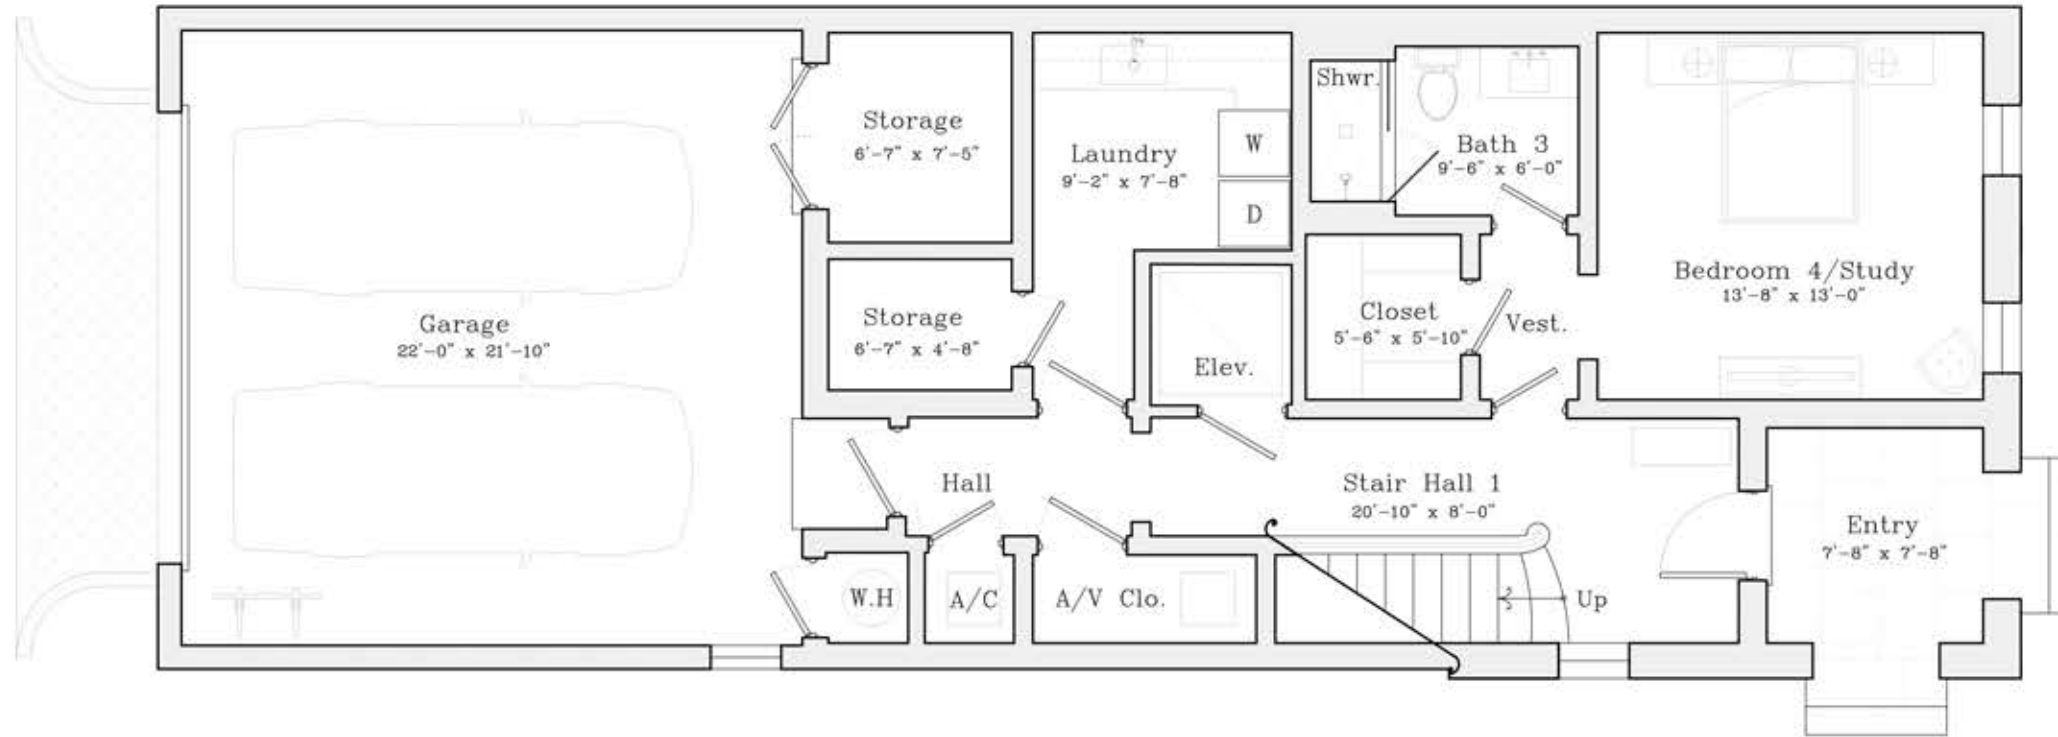 Shwr.
Storage
6'-7" x 7'-5"
W
Bath 3
9'-6" x 6'-0"
Laundry
9'-2" x 7'-8"
D
Bedroom 4/Study
13'-8" x 13'-0"
Garage
22'-0" x 21'-10"
Storage
6'-7" x 4'-8"
Closet
5'-6" x 5'-10"
Vest.
Elev.
Hall
Stair Hall 1
20'-10" x 8'-0"
Entry
7'-8" x 7'-8"
W.H
A/C
A/V Clo.
Up